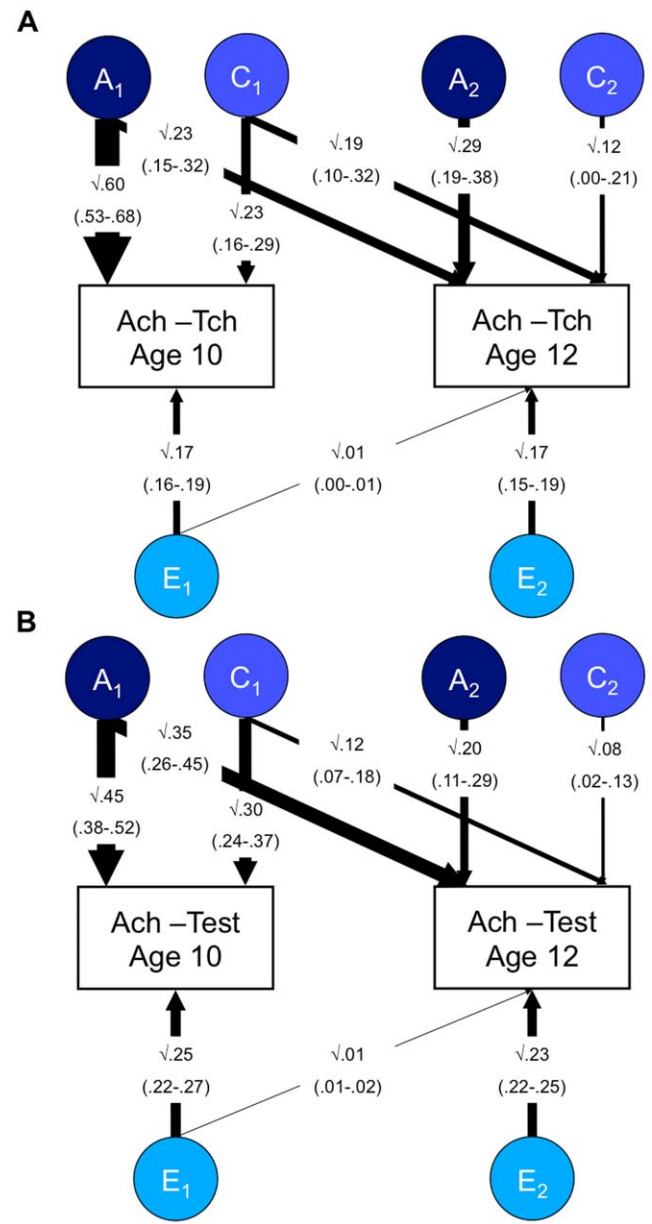 A
A₁ C₁ A₂ C₂
√.23
(.15-.32)
√.19
(.10-.32)
√.29
(.19-.38)
√.12
(.00-.21)
√.60
(.53-.68)
√.23
(.16-.29)
Ach –Tch
Age 10
Ach –Tch
Age 12
√.17
(.16-.19)
√.01
(.00-.01)
√.17
(.15-.19)
E₁ E₂
B
A₁ C₁ A₂ C₂
√.35
(.26-.45)
√.12
(.07-.18)
√.20
(.11-.29)
√.08
(.02-.13)
√.45
(.38-.52)
√.30
(.24-.37)
Ach –Test
Age 10
Ach –Test
Age 12
√.25
(.22-.27)
√.01
(.01-.02)
√.23
(.22-.25)
E₁ E₂